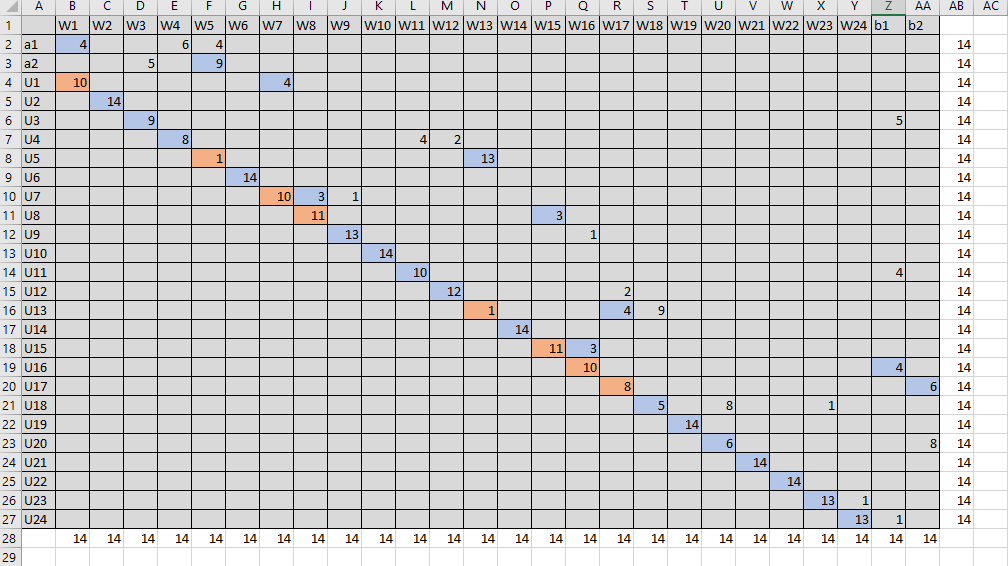 A B C D E F G H I J K L M N O P Q R S T U V W X Y Z AA AB AC
1 W1 W2 W3 W4 W5 W6 W7 W8 W9 W10 W11 W12 W13 W14 W15 W16 W17 W18 W19 W20 W21 W22 W23 W24 b1 b2
2 a1 4 6 4 14
3 a2 5 9 14
4 U1 10 4 14
5 U2 14 14
6 U3 9 5 14
7 U4 8 4 2 14
8 U5 1 13 14
9 U6 14 14
10 U7 10 3 1 14
11 U8 11 3 14
12 U9 13 1 14
13 U10 14 14
14 U11 10 4 14
15 U12 12 2 14
16 U13 1 4 9 14
17 U14 14 14
18 U15 11 3 14
19 U16 10 4 14
20 U17 8 6 14
21 U18 5 8 1 14
22 U19 14 14
23 U20 6 8 14
24 U21 14 14
25 U22 14 14
26 U23 13 1 14
27 U24 13 1 14
28 14 14 14 14 14 14 14 14 14 14 14 14 14 14 14 14 14 14 14 14 14 14 14 14 14 14
29